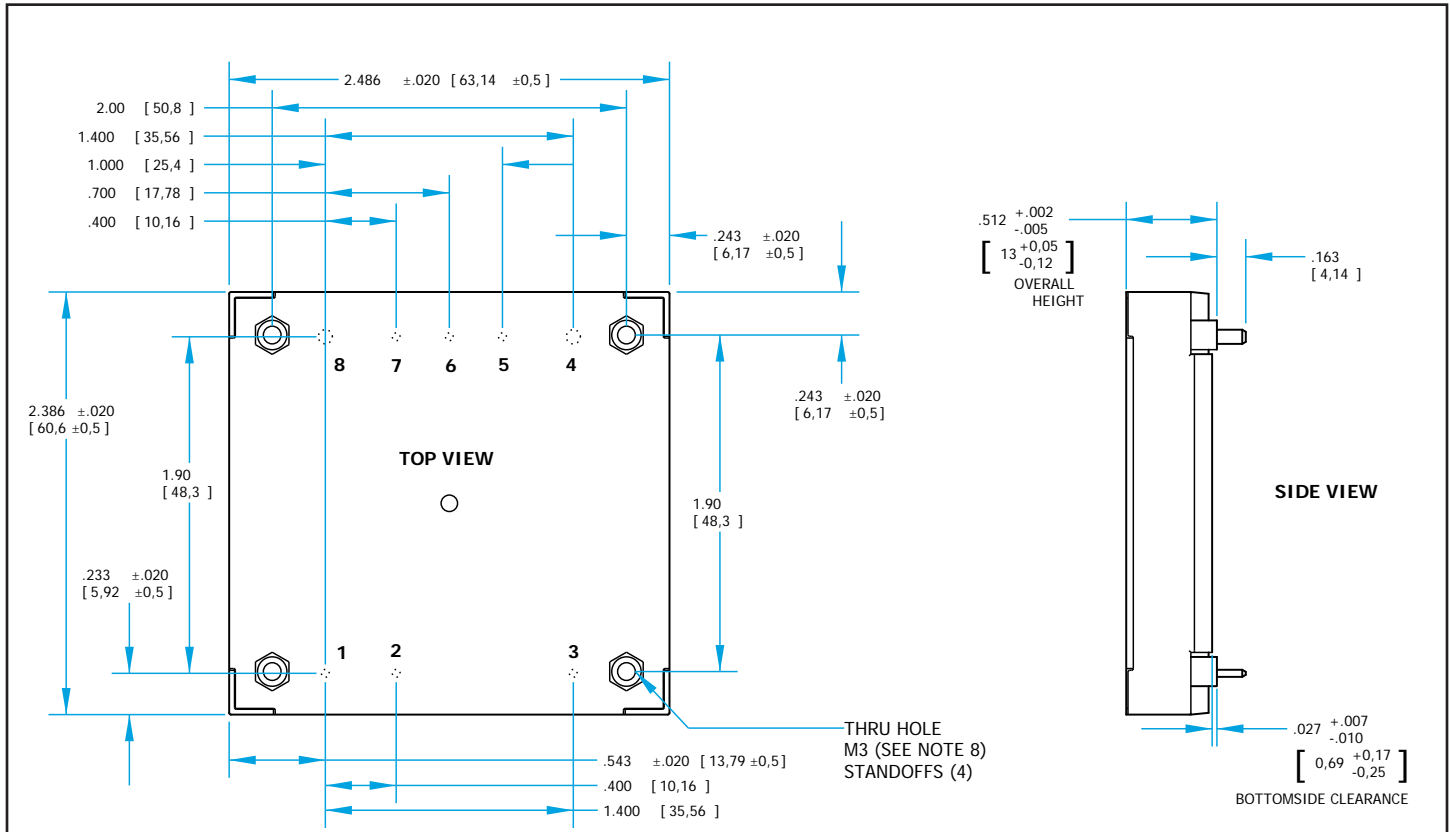 2.486 ±.020 [ 63,14 ±0,5 ]
2.00 [ 50,8 ]
1.400 [ 35,56 ]
1.000 [ 25,4 ]
.700 [ 17,78 ]
.400 [ 10,16 ]
.243 ±.020
[ 6,17 ±0,5 ]
.512 +.002
-.005
[ 13 +0,05
-0,12 ]
OVERALL
HEIGHT
.163
[ 4,14 ]
8 7 6 5 4
.243 ±.020
[ 6,17 ±0,5 ]
2.386 ±.020
[ 60,6 ±0,5 ]
1.90
[ 48,3 ]
TOP VIEW
1.90
[ 48,3 ]
SIDE VIEW
.233 ±.020
[ 5,92 ±0,5 ]
1 2 3
THRU HOLE
M3 (SEE NOTE 8)
STANDOFFS (4)
.027 +.007
-.010
[ 0,69 +0,17
-0,25 ]
BOTTOMSIDE CLEARANCE
.543 ±.020 [ 13,79 ±0,5 ]
.400 [ 10,16 ]
1.400 [ 35,56 ]